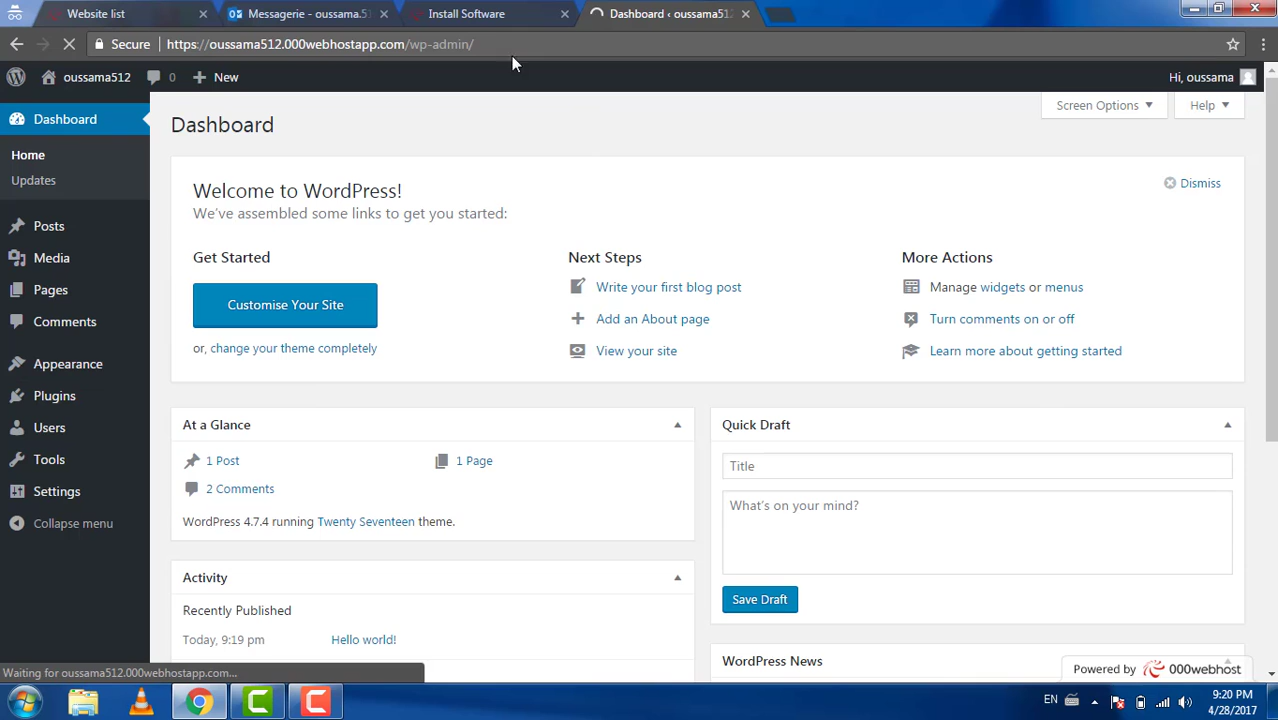 Website list
Messagerie – oussama.51
Install Software
Dashboard ‹ oussama512
Secure
https://oussama512.000webhostapp.com/wp-admin/
oussama512
0
New
Hi, oussama
Dashboard
Home
Updates
Posts
Media
Pages
Comments
Appearance
Plugins
Users
Tools
Settings
Collapse menu
Screen Options
Help
Dashboard
Welcome to WordPress!
We've assembled some links to get you started:
Dismiss
Get Started
Customise Your Site
or, change your theme completely
Next Steps
Write your first blog post
Add an About page
View your site
More Actions
Manage widgets or menus
Turn comments on or off
Learn more about getting started
At a Glance
1 Post
1 Page
2 Comments
WordPress 4.7.4 running Twenty Seventeen theme.
Activity
Recently Published
Today, 9:19 pm
Hello world!
Quick Draft
Title
What's on your mind?
Save Draft
WordPress News
Powered by 000webhost
Waiting for oussama512.000webhostapp.com...
EN
9:20 PM
4/28/2017